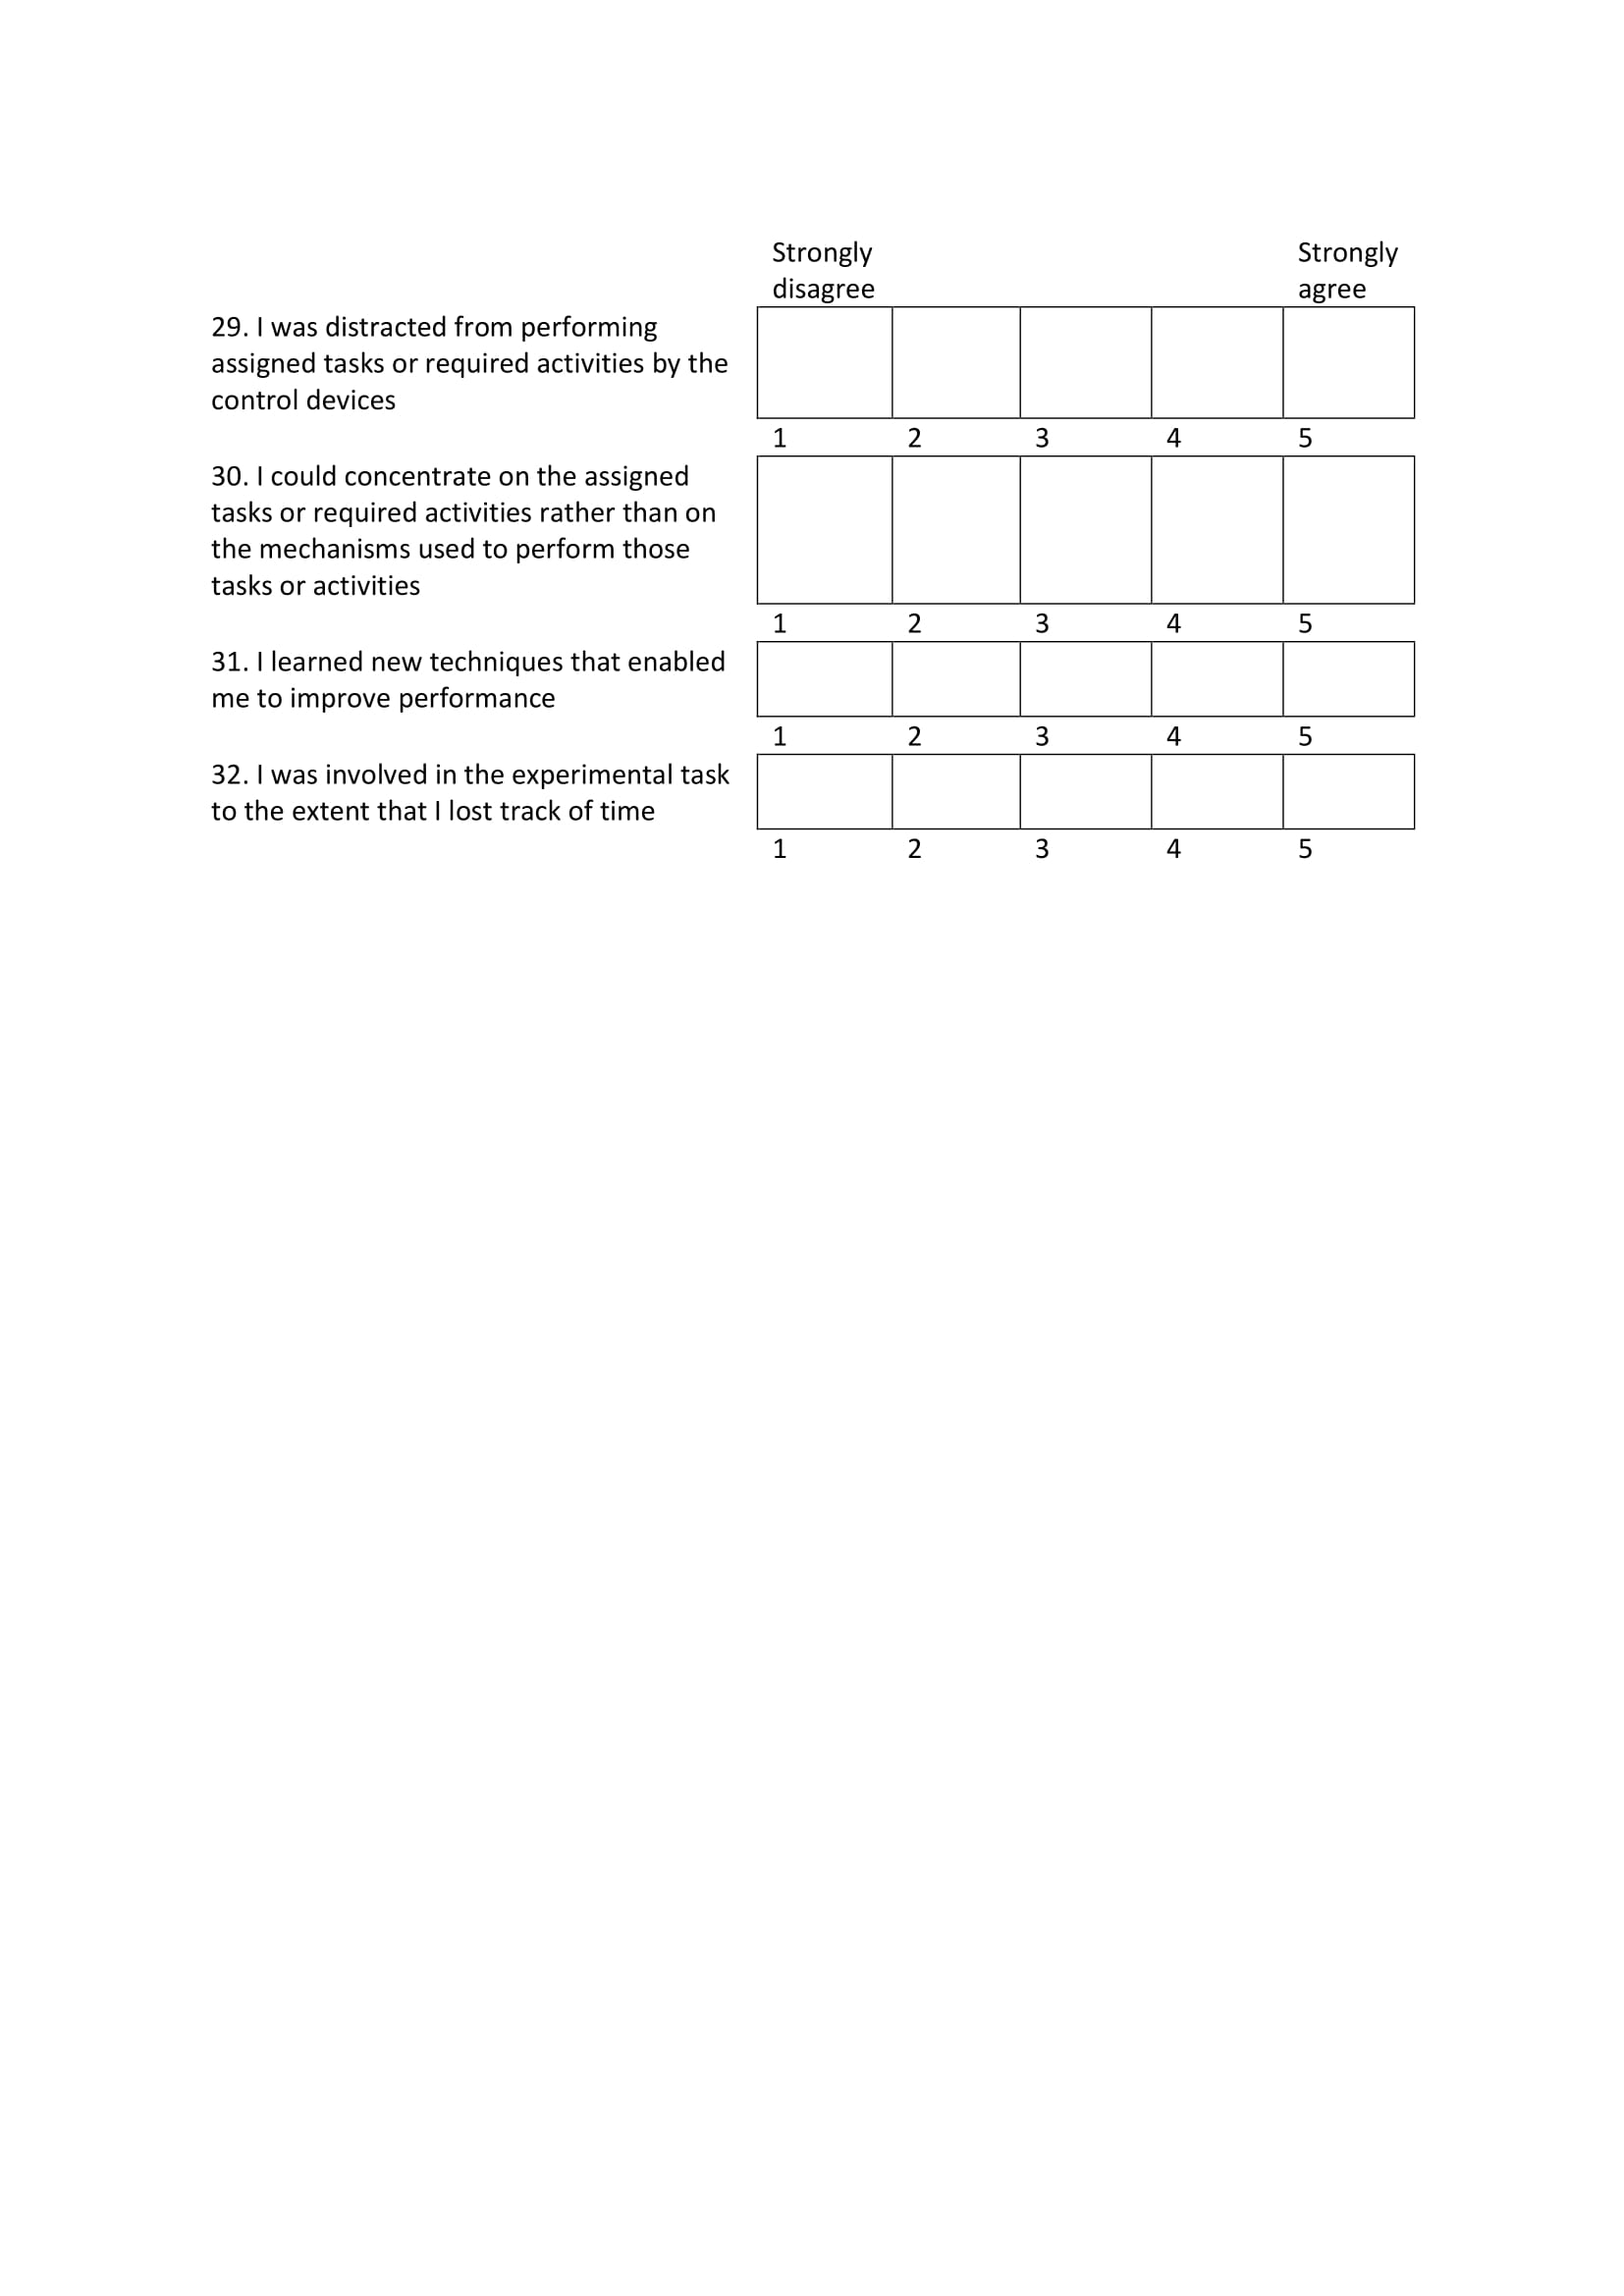 Strongly disagree
Strongly agree
29. I was distracted from performing
assigned tasks or required activities by the
control devices
1 2 3 4 5
30. I could concentrate on the assigned
tasks or required activities rather than on
the mechanisms used to perform those
tasks or activities
1 2 3 4 5
31. I learned new techniques that enabled
me to improve performance
1 2 3 4 5
32. I was involved in the experimental task
to the extent that I lost track of time
1 2 3 4 5